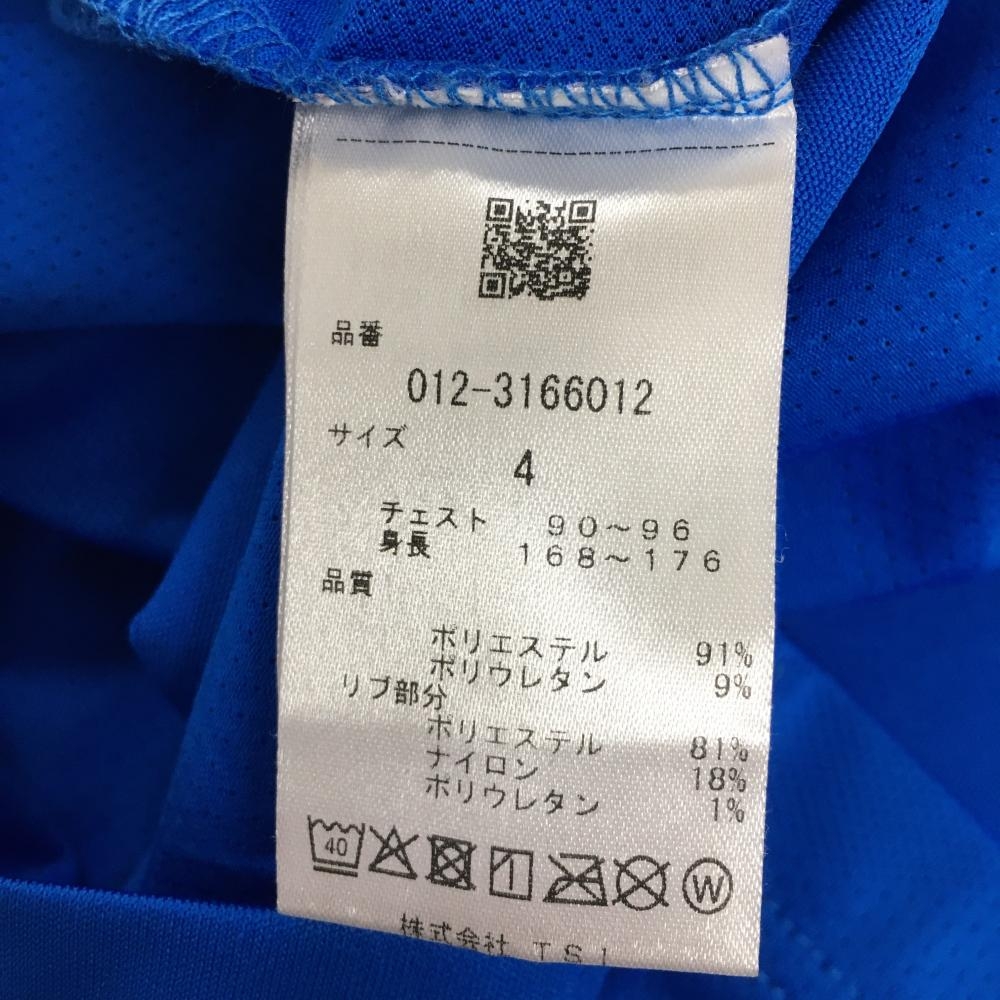 品番
012-3166012
サイズ
4
チェスト 90～96
身長 168～176
品質
ポリエステル 91%
ポリウレタン 9%
リブ部分
ポリエステル 81%
ナイロン 18%
ポリウレタン 1%
40 W
株式会社 TSI